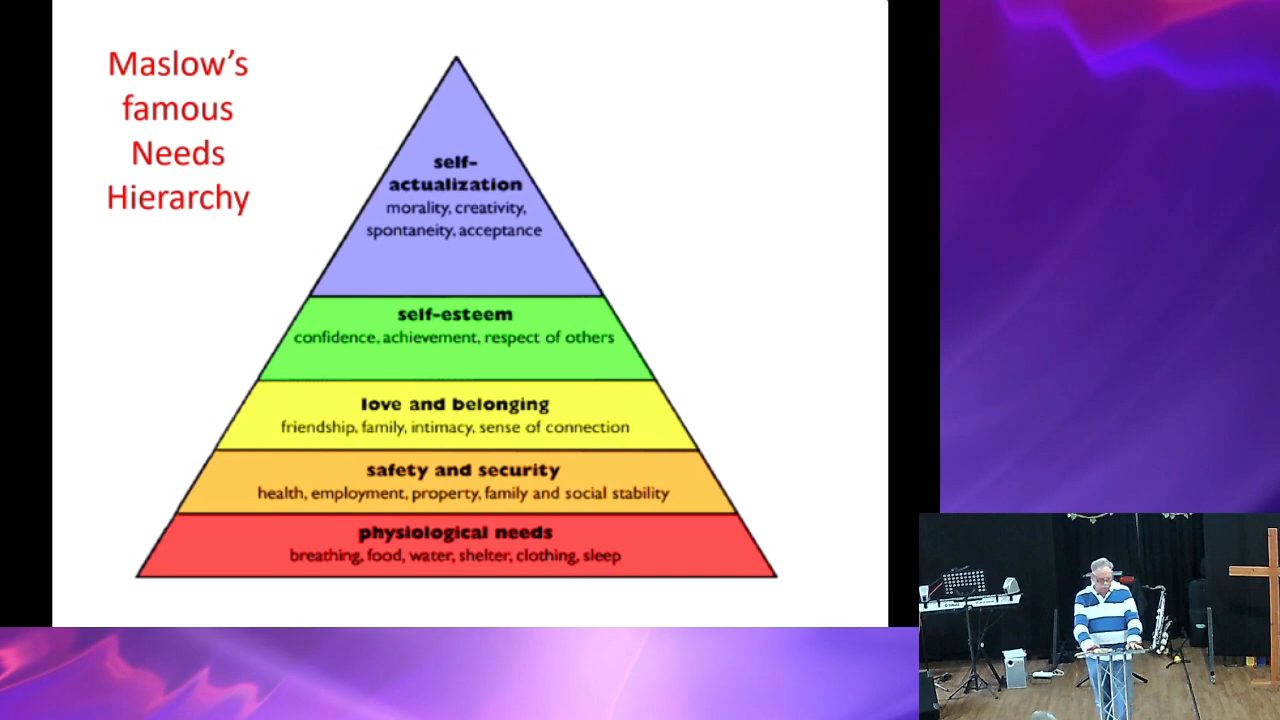 Maslow's
famous
Needs
Hierarchy
self-
actualization
morality, creativity,
spontaneity, acceptance
self-esteem
confidence, achievement, respect of others
love and belonging
friendship, family, intimacy, sense of connection
safety and security
health, employment, property, family and social stability
physiological needs
breathing, food, water, shelter, clothing, sleep